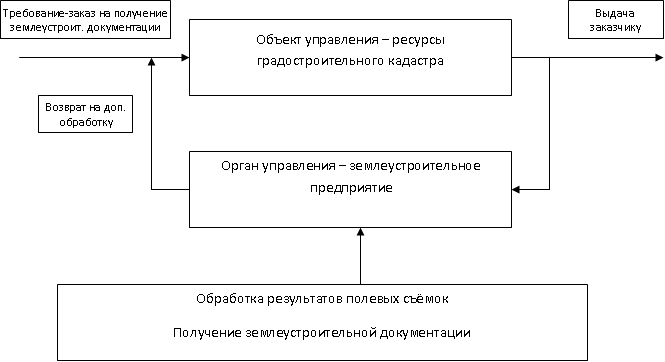 Требование-заказ на получение
землеустроит. документации
Выдача
заказчику
Объект управления – ресурсы
градостроительного кадастра
Возврат на доп.
обработку
Орган управления – землеустроительное
предприятие
Обработка результатов полевых съёмок
Получение землеустроительной документации